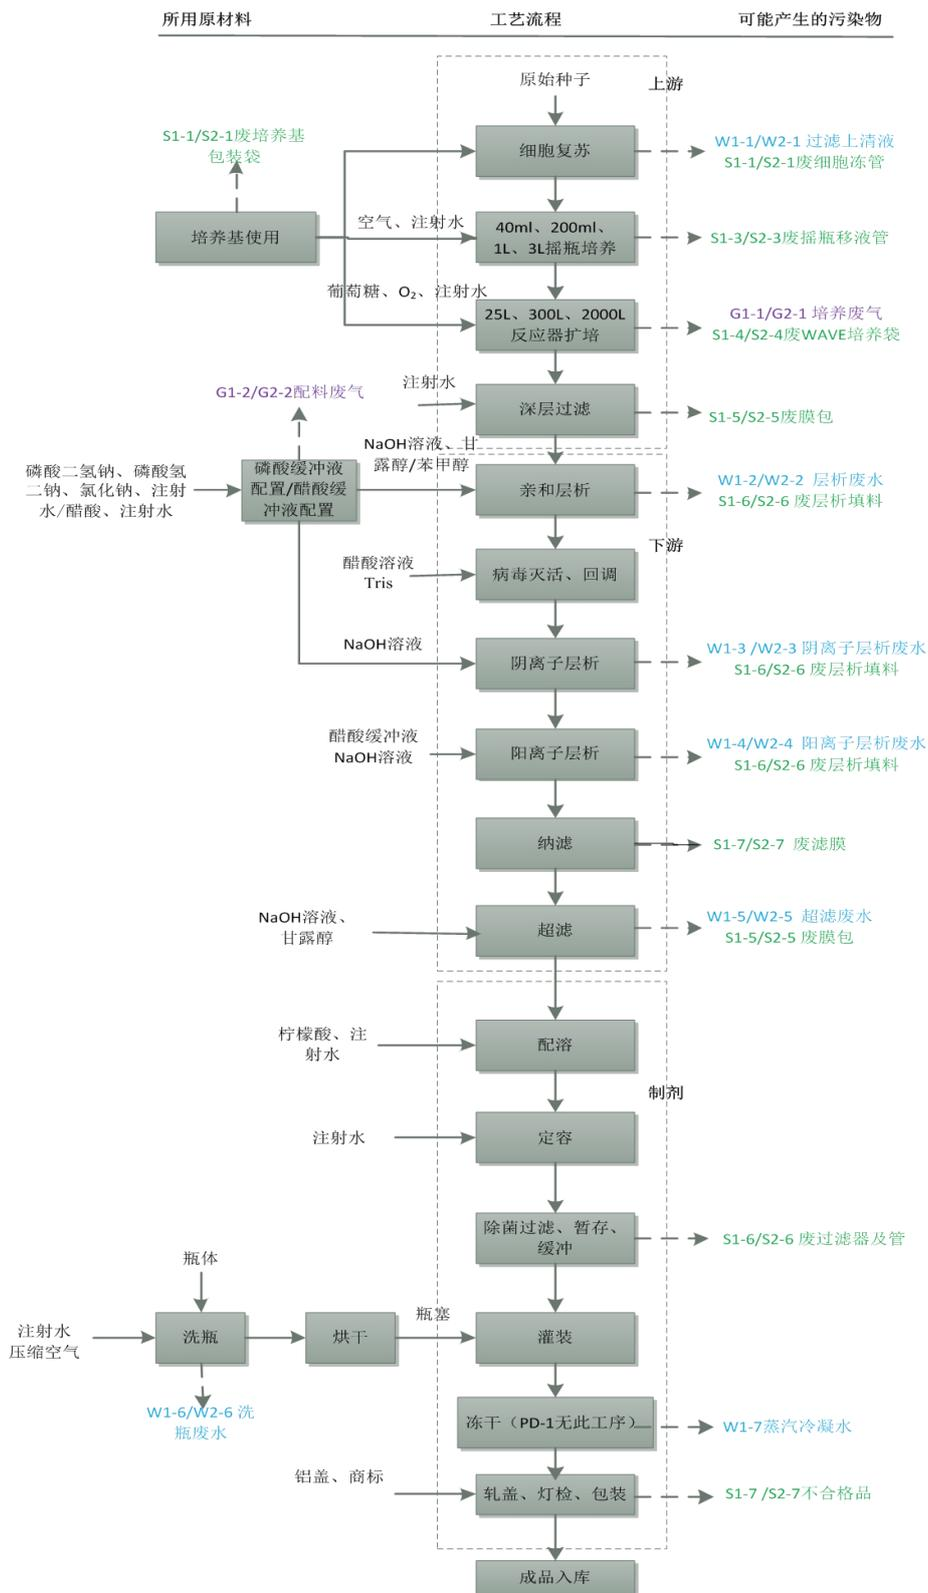 所用原材料
工艺流程
可能产生的污染物
原始种子
上游
S1-1/S2-1废培养基
包装袋
细胞复苏
W1-1/W2-1 过滤上清液
S1-1/S2-1废细胞冻管
培养基使用
空气、注射水
40ml、200ml、
1L、3L摇瓶培养
S1-3/S2-3废摇瓶移液管
葡萄糖、O₂、注射水
25L、300L、2000L
反应器扩培
G1-1/G2-1 培养废气
S1-4/S2-4废WAVE培养袋
G1-2/G2-2配料废气
注射水
深层过滤
S1-5/S2-5废膜包
NaOH溶液、甘
露醇/苯甲醇
磷酸二氢钠、磷酸氢
二钠、氯化钠、注射
水/醋酸、注射水
磷酸缓冲液
配置/醋酸缓
冲液配置
亲和层析
W1-2/W2-2 层析废水
S1-6/S2-6 废层析填料
下游
醋酸溶液
Tris
病毒灭活、回调
NaOH溶液
阴离子层析
W1-3 /W2-3 阴离子层析废水
S1-6/S2-6 废层析填料
醋酸缓冲液
NaOH溶液
阳离子层析
W1-4/W2-4 阳离子层析废水
S1-6/S2-6 废层析填料
纳滤
S1-7/S2-7 废滤膜
NaOH溶液、
甘露醇
超滤
W1-5/W2-5 超滤废水
S1-5/S2-5 废膜包
柠檬酸、注
射水
配溶
制剂
注射水
定容
除菌过滤、暂存、
缓冲
S1-6/S2-6 废过滤器及管
瓶体
注射水
压缩空气
洗瓶
烘干
瓶塞
灌装
W1-6/W2-6 洗
瓶废水
冻干（PD-1无此工序）
W1-7蒸汽冷凝水
铝盖、商标
轧盖、灯检、包装
S1-7 /S2-7不合格品
成品入库